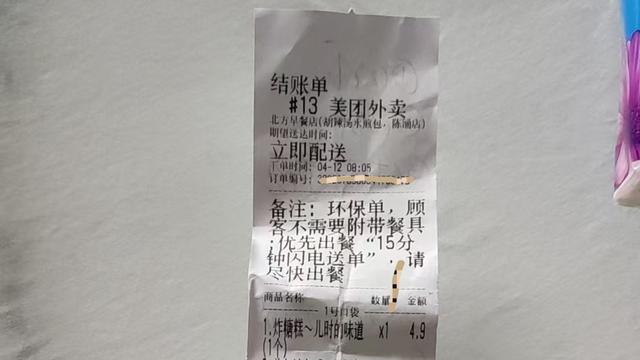 结账单
#13 美团外卖
北方早餐店(胡辣汤水煎包，陈涌店)
期望送达时间:
立即配送
下单时间: 04-12 08:05
订单编号:
备注: 环保单，顾
客不需要附带餐具
;优先出餐“15分
钟闪电送单”，请
尽快出餐
商品名称 数量 金额
1号口袋
1.炸糖糕～儿时的味道 x1 4.9
(1个)